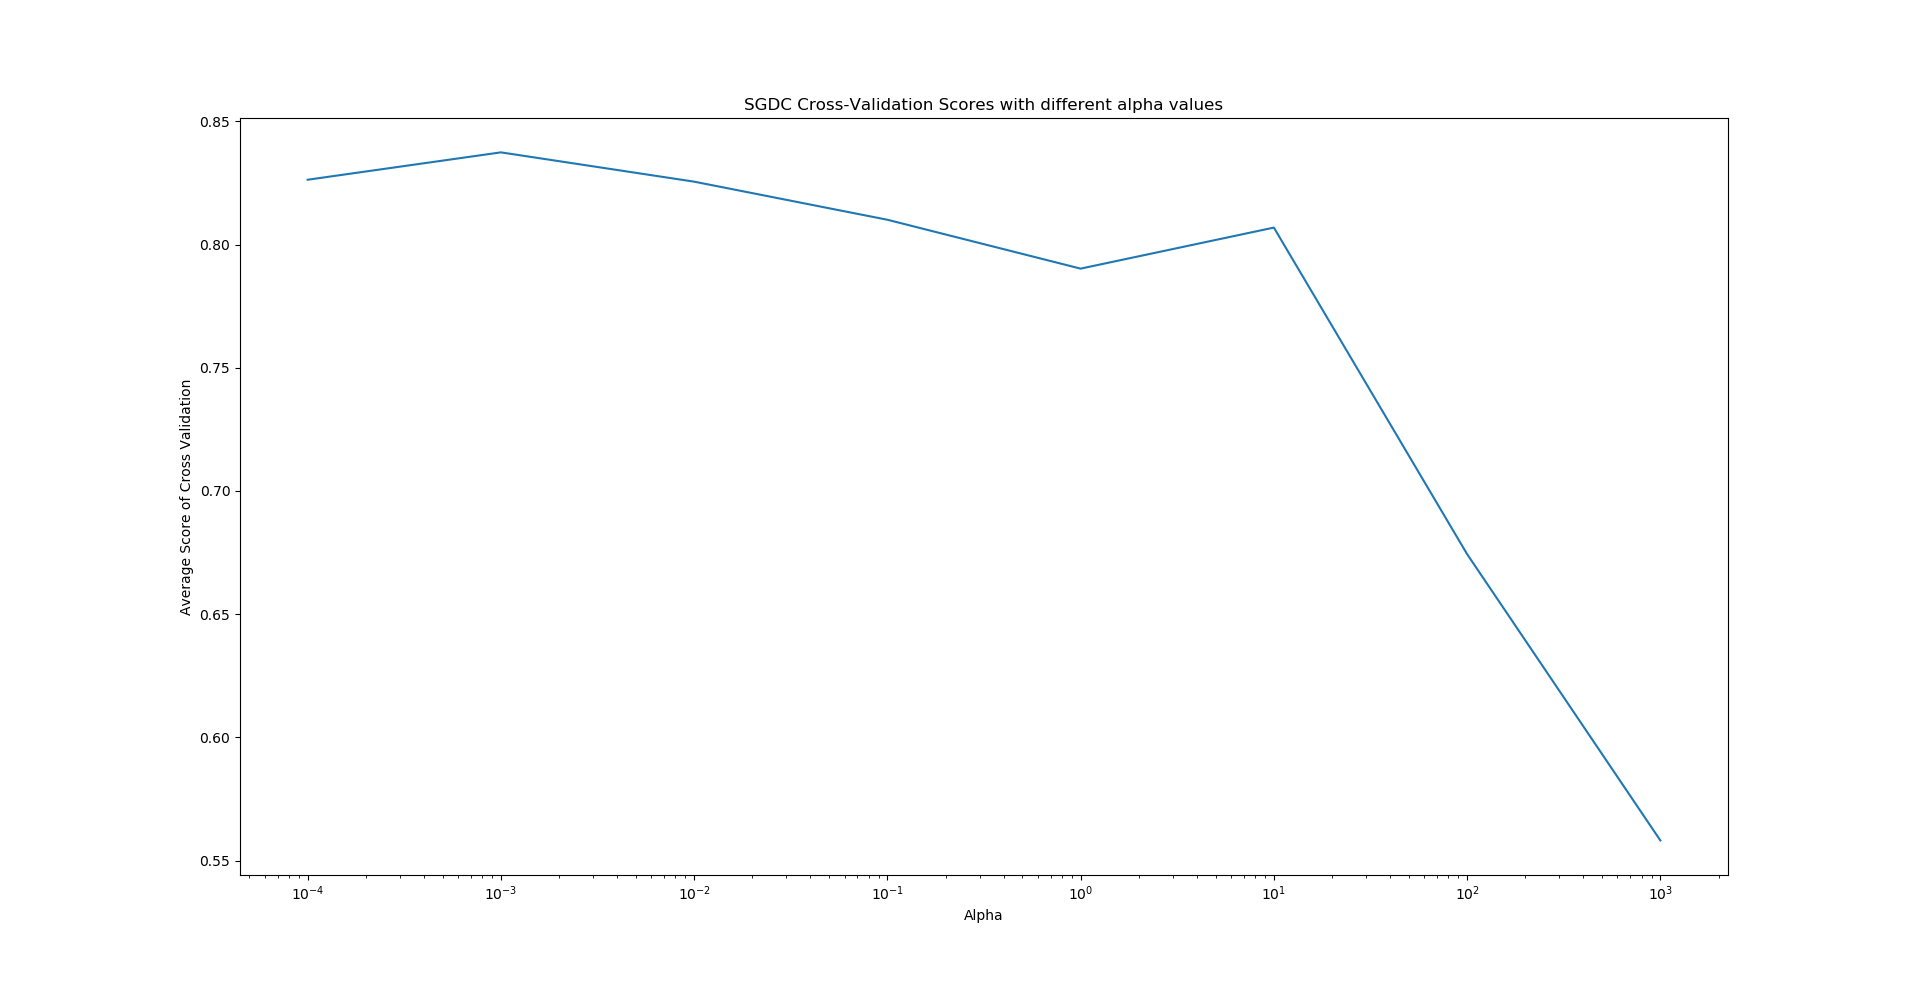 SGDC Cross-Validation Scores with different alpha values
0.85
0.80
0.75
0.70
0.65
0.60
0.55
Average Score of Cross Validation
10⁻⁴ 10⁻³ 10⁻² 10⁻¹ 10⁰ 10¹ 10² 10³
Alpha